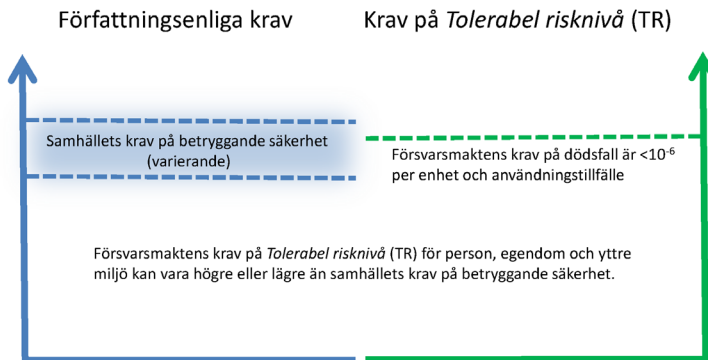 Författningsenliga krav
Krav på Tolerabel risknivå (TR)
Samhällets krav på betryggande säkerhet
(varierande)
Försvarsmaktens krav på dödsfall är <10⁻⁶
per enhet och användningstillfälle
Försvarsmaktens krav på Tolerabel risknivå (TR) för person, egendom och yttre
miljö kan vara högre eller lägre än samhällets krav på betryggande säkerhet.